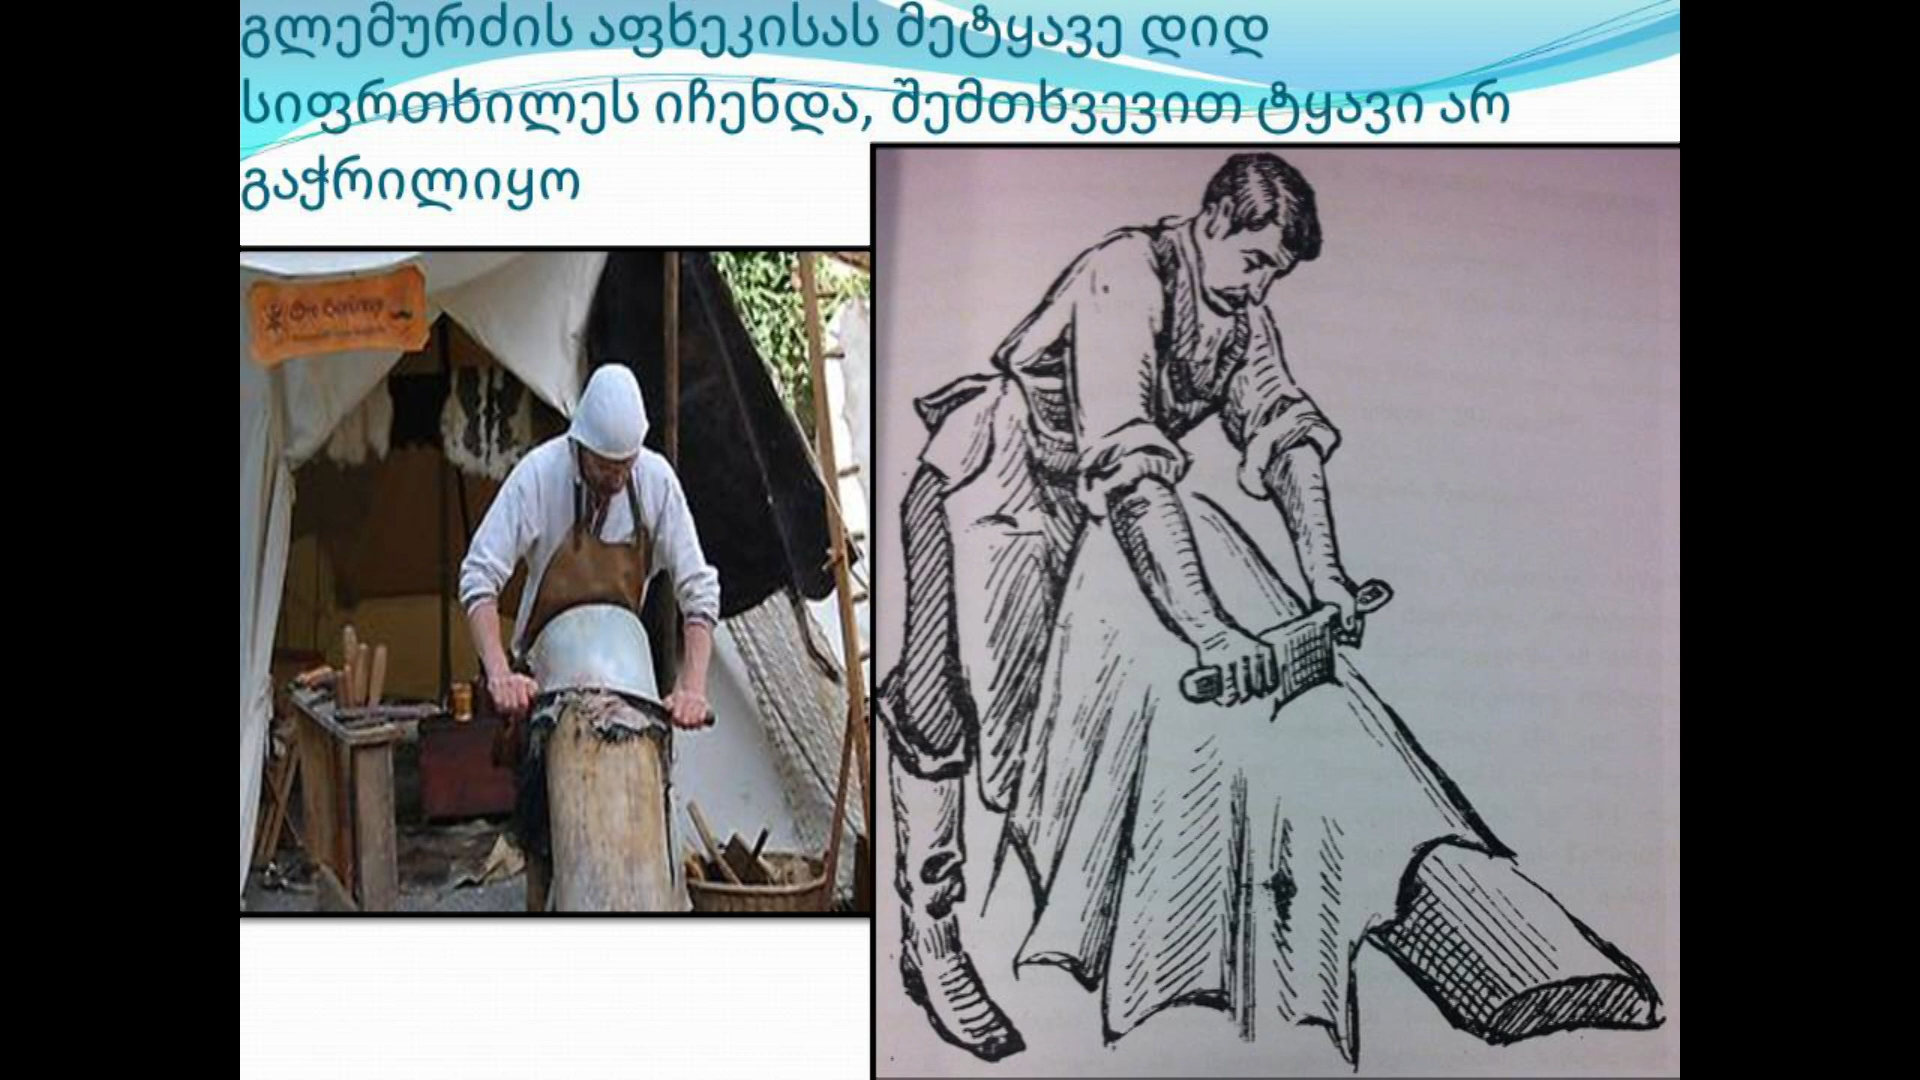 გლემურძის აფხეკისას მეტყავე დიდ
სიფრთხილეს იჩენდა, შემთხვევით ტყავი არ
გაჭრილიყო